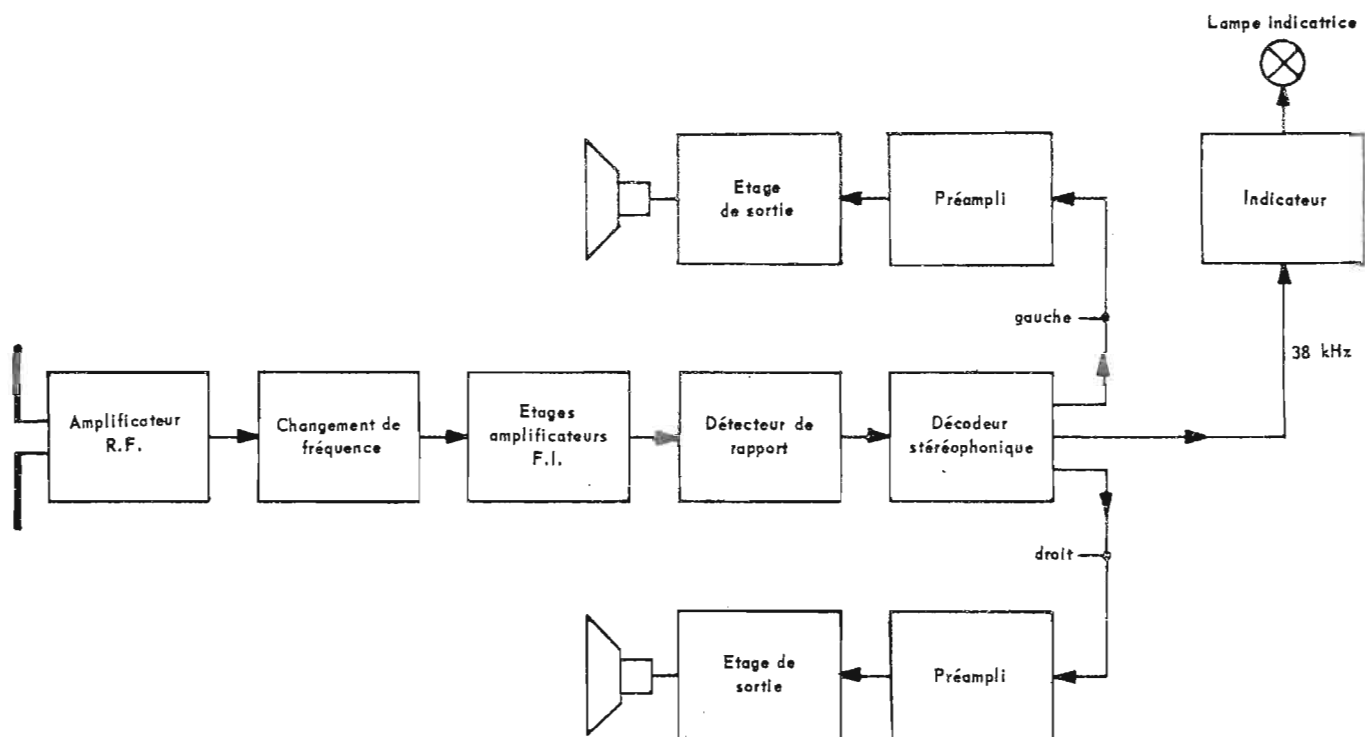 Lampe indicatrice
Etage
de sortie
Préampli
Indicateur
gauche
38 kHz
Amplificateur
R.F.
Changement de
fréquence
Etages
amplificateurs
F.I.
Détecteur de
rapport
Décodeur
stéréophonique
droit
Etage de
sortie
Préampli